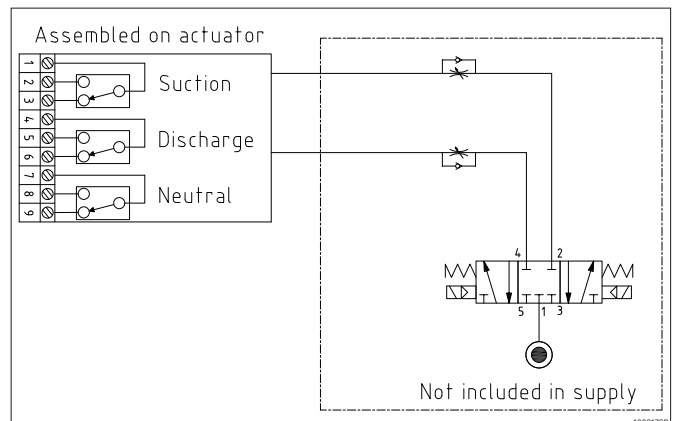 Assembled on actuator
1
2
3
4
5
6
7
8
9
Suction
Discharge
Neutral
4 2
5 1 3
Not included in supply